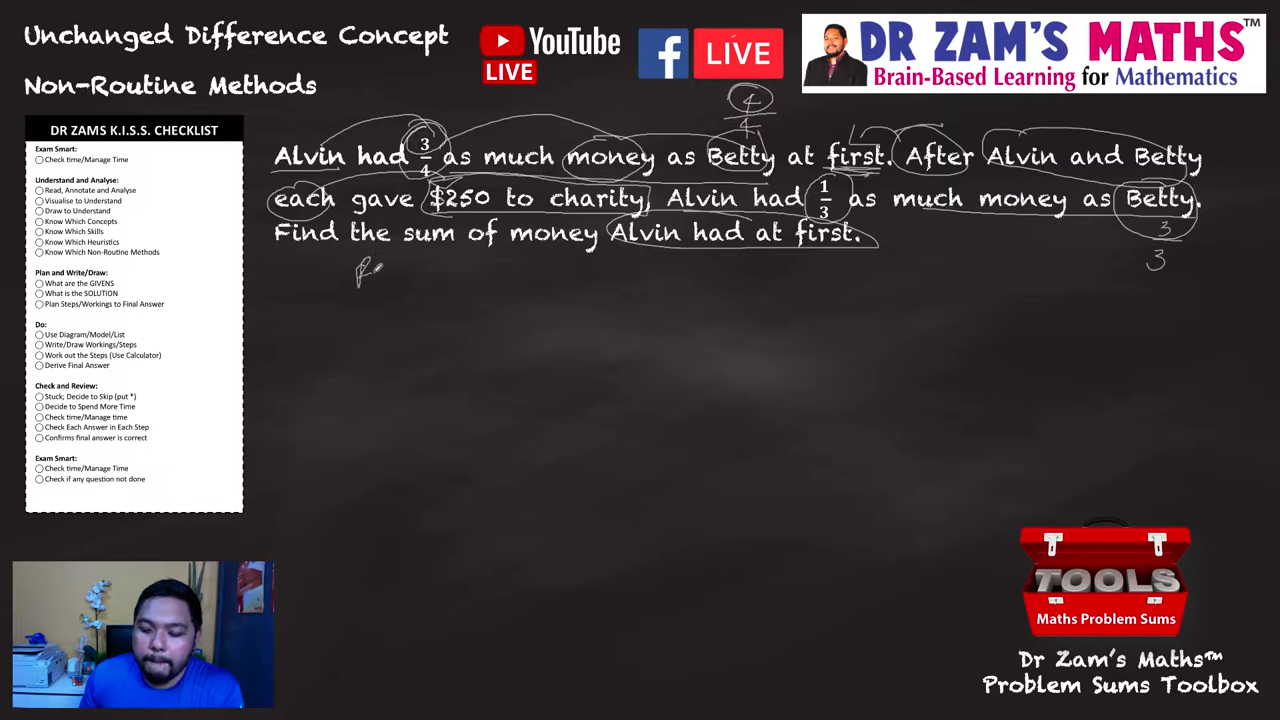 Unchanged Difference Concept
Non-Routine Methods
YouTube
LIVE
f LIVE
DR ZAM'S MATHS™
Brain-Based Learning for Mathematics
DR ZAMS K.I.S.S. CHECKLIST
Exam Smart:
Check time/Manage Time
Understand and Analyse:
Read, Annotate and Analyse
Visualise to Understand
Draw to Understand
Know Which Concepts
Know Which Skills
Know Which Heuristics
Know Which Non-Routine Methods
Plan and Write/Draw:
What are the GIVENS
What is the SOLUTION
Plan Steps/Workings to Final Answer
Do:
Use Diagram/Model/List
Write/Draw Workings/Steps
Work out the Steps (Use Calculator)
Derive Final Answer
Check and Review:
Stuck; Decide to Skip (put *)
Decide to Spend More Time
Check time/Manage time
Check Each Answer in Each Step
Confirms final answer is correct
Exam Smart:
Check time/Manage Time
Check if any question not done
4/4
Alvin had 3/4 as much money as Betty at first. After Alvin and Betty
each gave $250 to charity, Alvin had 1/3 as much money as Betty.
Find the sum of money Alvin had at first.
3/3
TOOLS
Maths Problem Sums
Dr Zam's Maths™
Problem Sums Toolbox